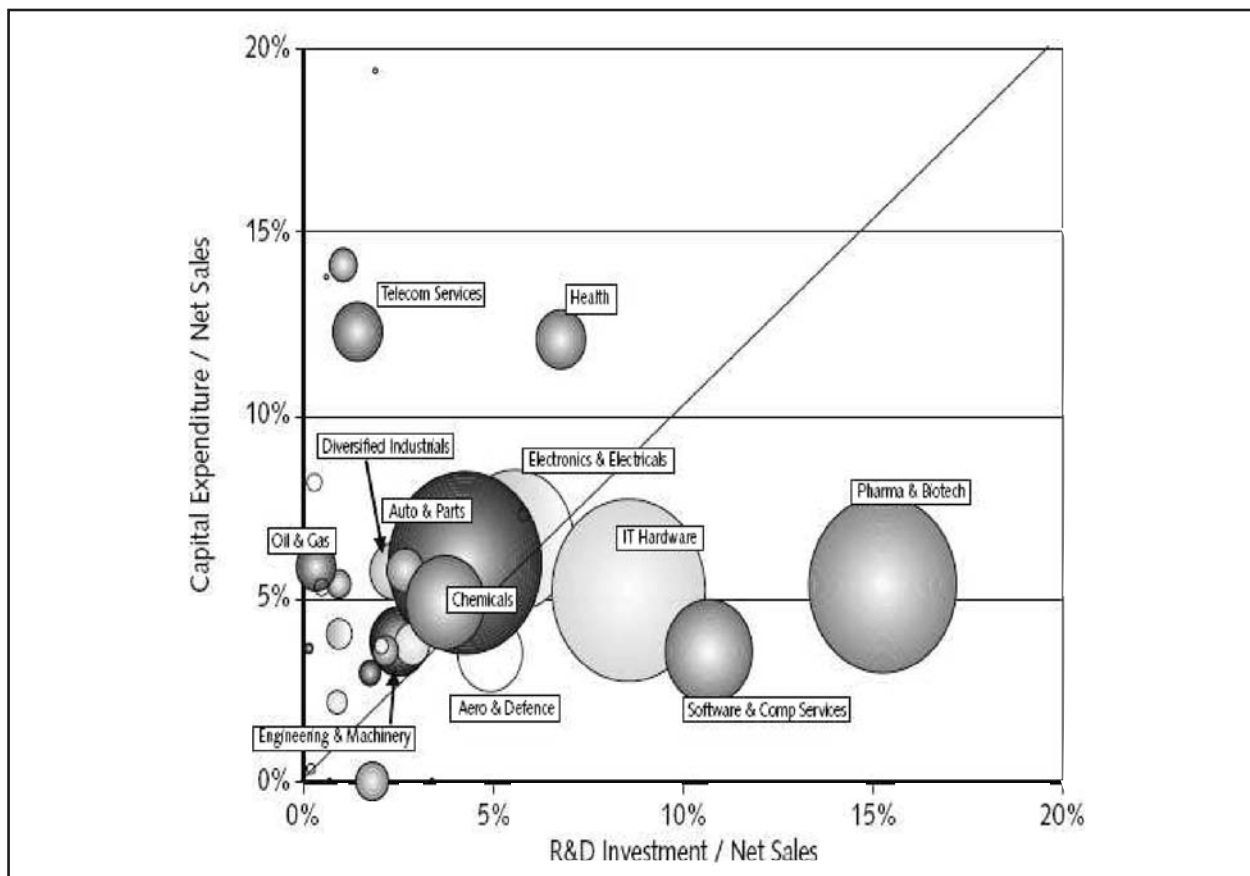 20%
15%
10%
5%
0%
Capital Expenditure / Net Sales
Telecom Services
Health
Diversified Industrials
Electronics & Electricals
Auto & Parts
Pharma & Biotech
Oil & Gas
IT Hardware
Chemicals
Aero & Defence
Software & Comp Services
Engineering & Machinery
0%
5%
10%
15%
20%
R&D Investment / Net Sales